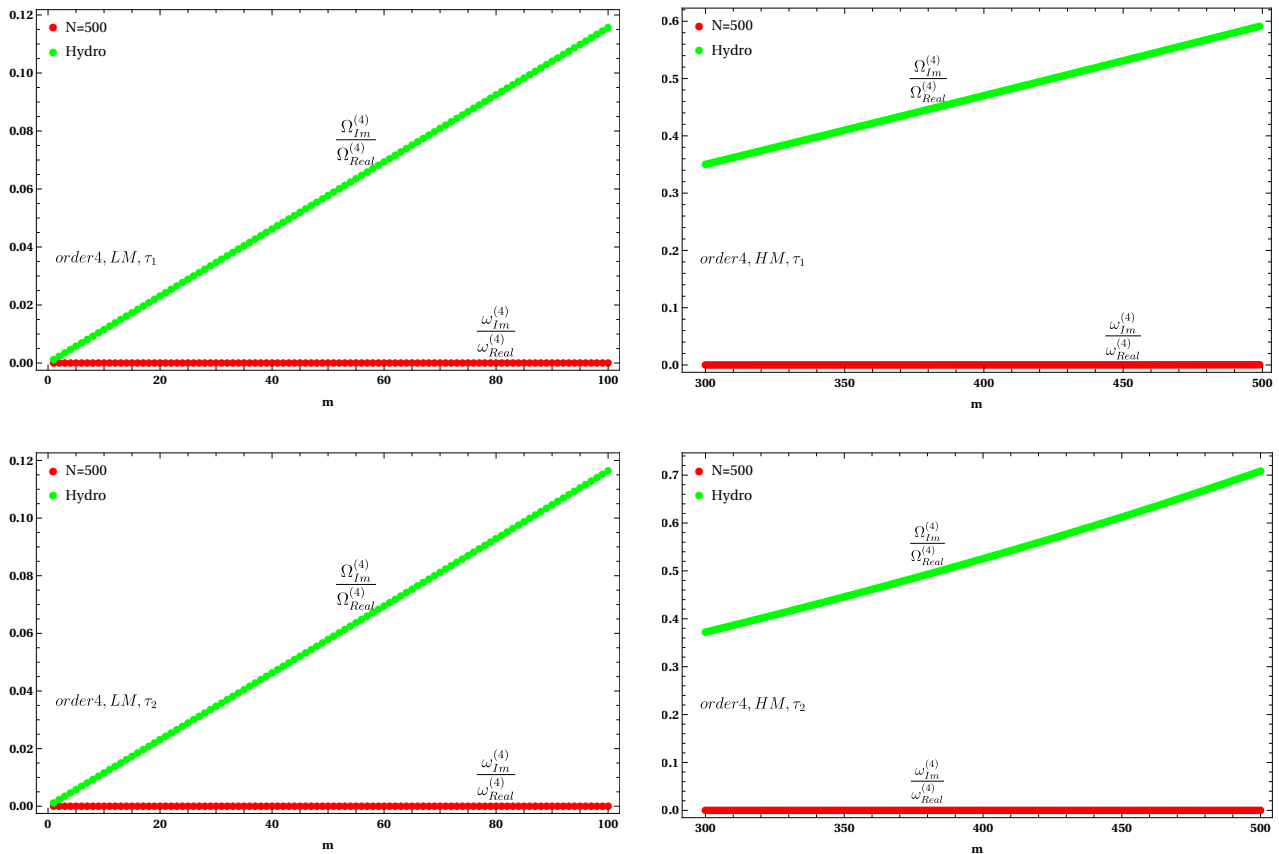 0.12
0.10
0.08
0.06
0.04
0.02
0.00
N=500
Hydro
Ω_{Im}^{(4)}
Ω_{Real}^{(4)}
order4, LM, τ_1
ω_{Im}^{(4)}
ω_{Real}^{(4)}
0 20 40 60 80 100
m
0.6
0.5
0.4
0.3
0.2
0.1
0.0
N=500
Hydro
Ω_{Im}^{(4)}
Ω_{Real}^{(4)}
order4, HM, τ_1
ω_{Im}^{(4)}
ω_{Real}^{(4)}
300 350 400 450 500
m
0.12
0.10
0.08
0.06
0.04
0.02
0.00
N=500
Hydro
Ω_{Im}^{(4)}
Ω_{Real}^{(4)}
order4, LM, τ_2
ω_{Im}^{(4)}
ω_{Real}^{(4)}
0 20 40 60 80 100
m
0.7
0.6
0.5
0.4
0.3
0.2
0.1
0.0
N=500
Hydro
Ω_{Im}^{(4)}
Ω_{Real}^{(4)}
order4, HM, τ_2
ω_{Im}^{(4)}
ω_{Real}^{(4)}
300 350 400 450 500
m